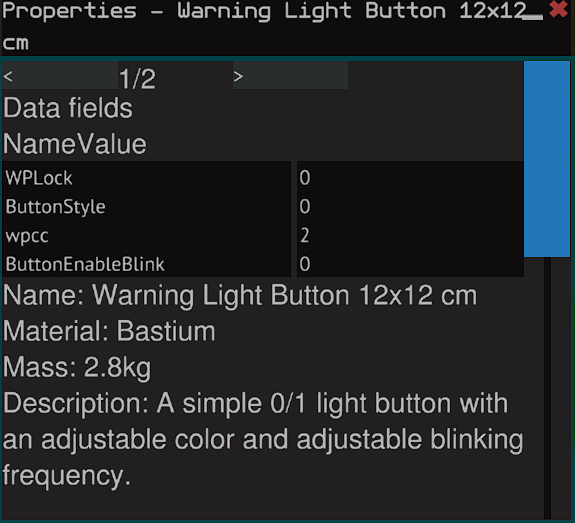 Properties - Warning Light Button 12x12
cm
< 1/2 >
Data fields
NameValue
WPLock 0
ButtonStyle 0
wpcc 2
ButtonEnableBlink 0
Name: Warning Light Button 12x12 cm
Material: Bastium
Mass: 2.8kg
Description: A simple 0/1 light button with
an adjustable color and adjustable blinking
frequency.